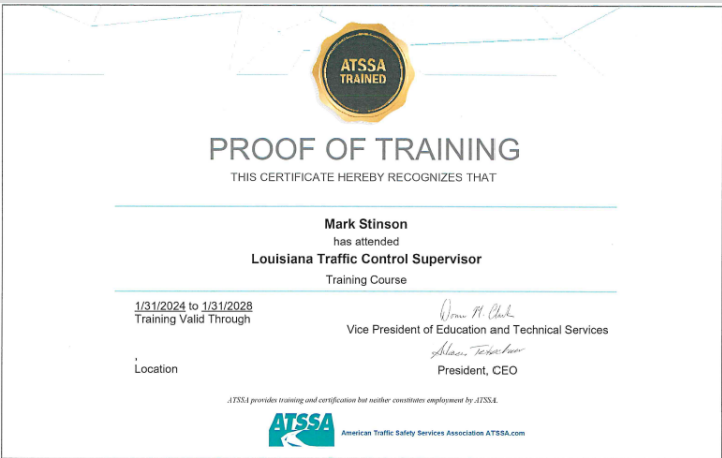 ATSSA
TRAINED
PROOF OF TRAINING
THIS CERTIFICATE HEREBY RECOGNIZES THAT
Mark Stinson
has attended
Louisiana Traffic Control Supervisor
Training Course
1/31/2024 to 1/31/2028
Training Valid Through
Vice President of Education and Technical Services
,
Location
President, CEO
ATSSA provides training and certification but neither constitutes employment by ATSSA.
ATSSA
American Traffic Safety Services Association ATSSA.com